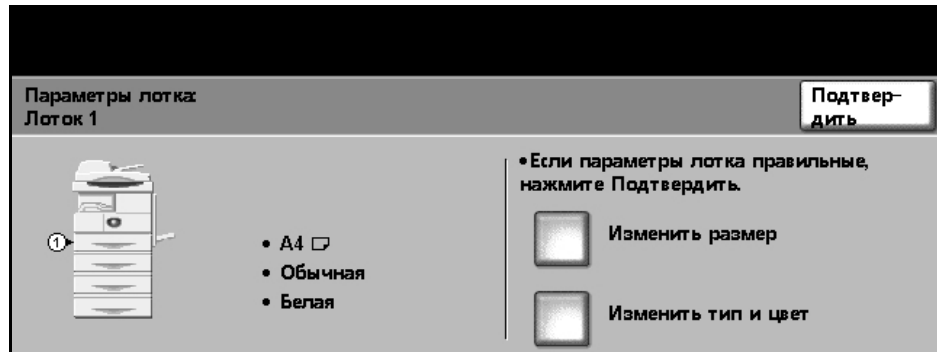 Параметры лотка:
Лоток 1
Подтвер-
дить
1
• A4
• Обычная
• Белая
•Если параметры лотка правильные,
нажмите Подтвердить.
Изменить размер
Изменить тип и цвет